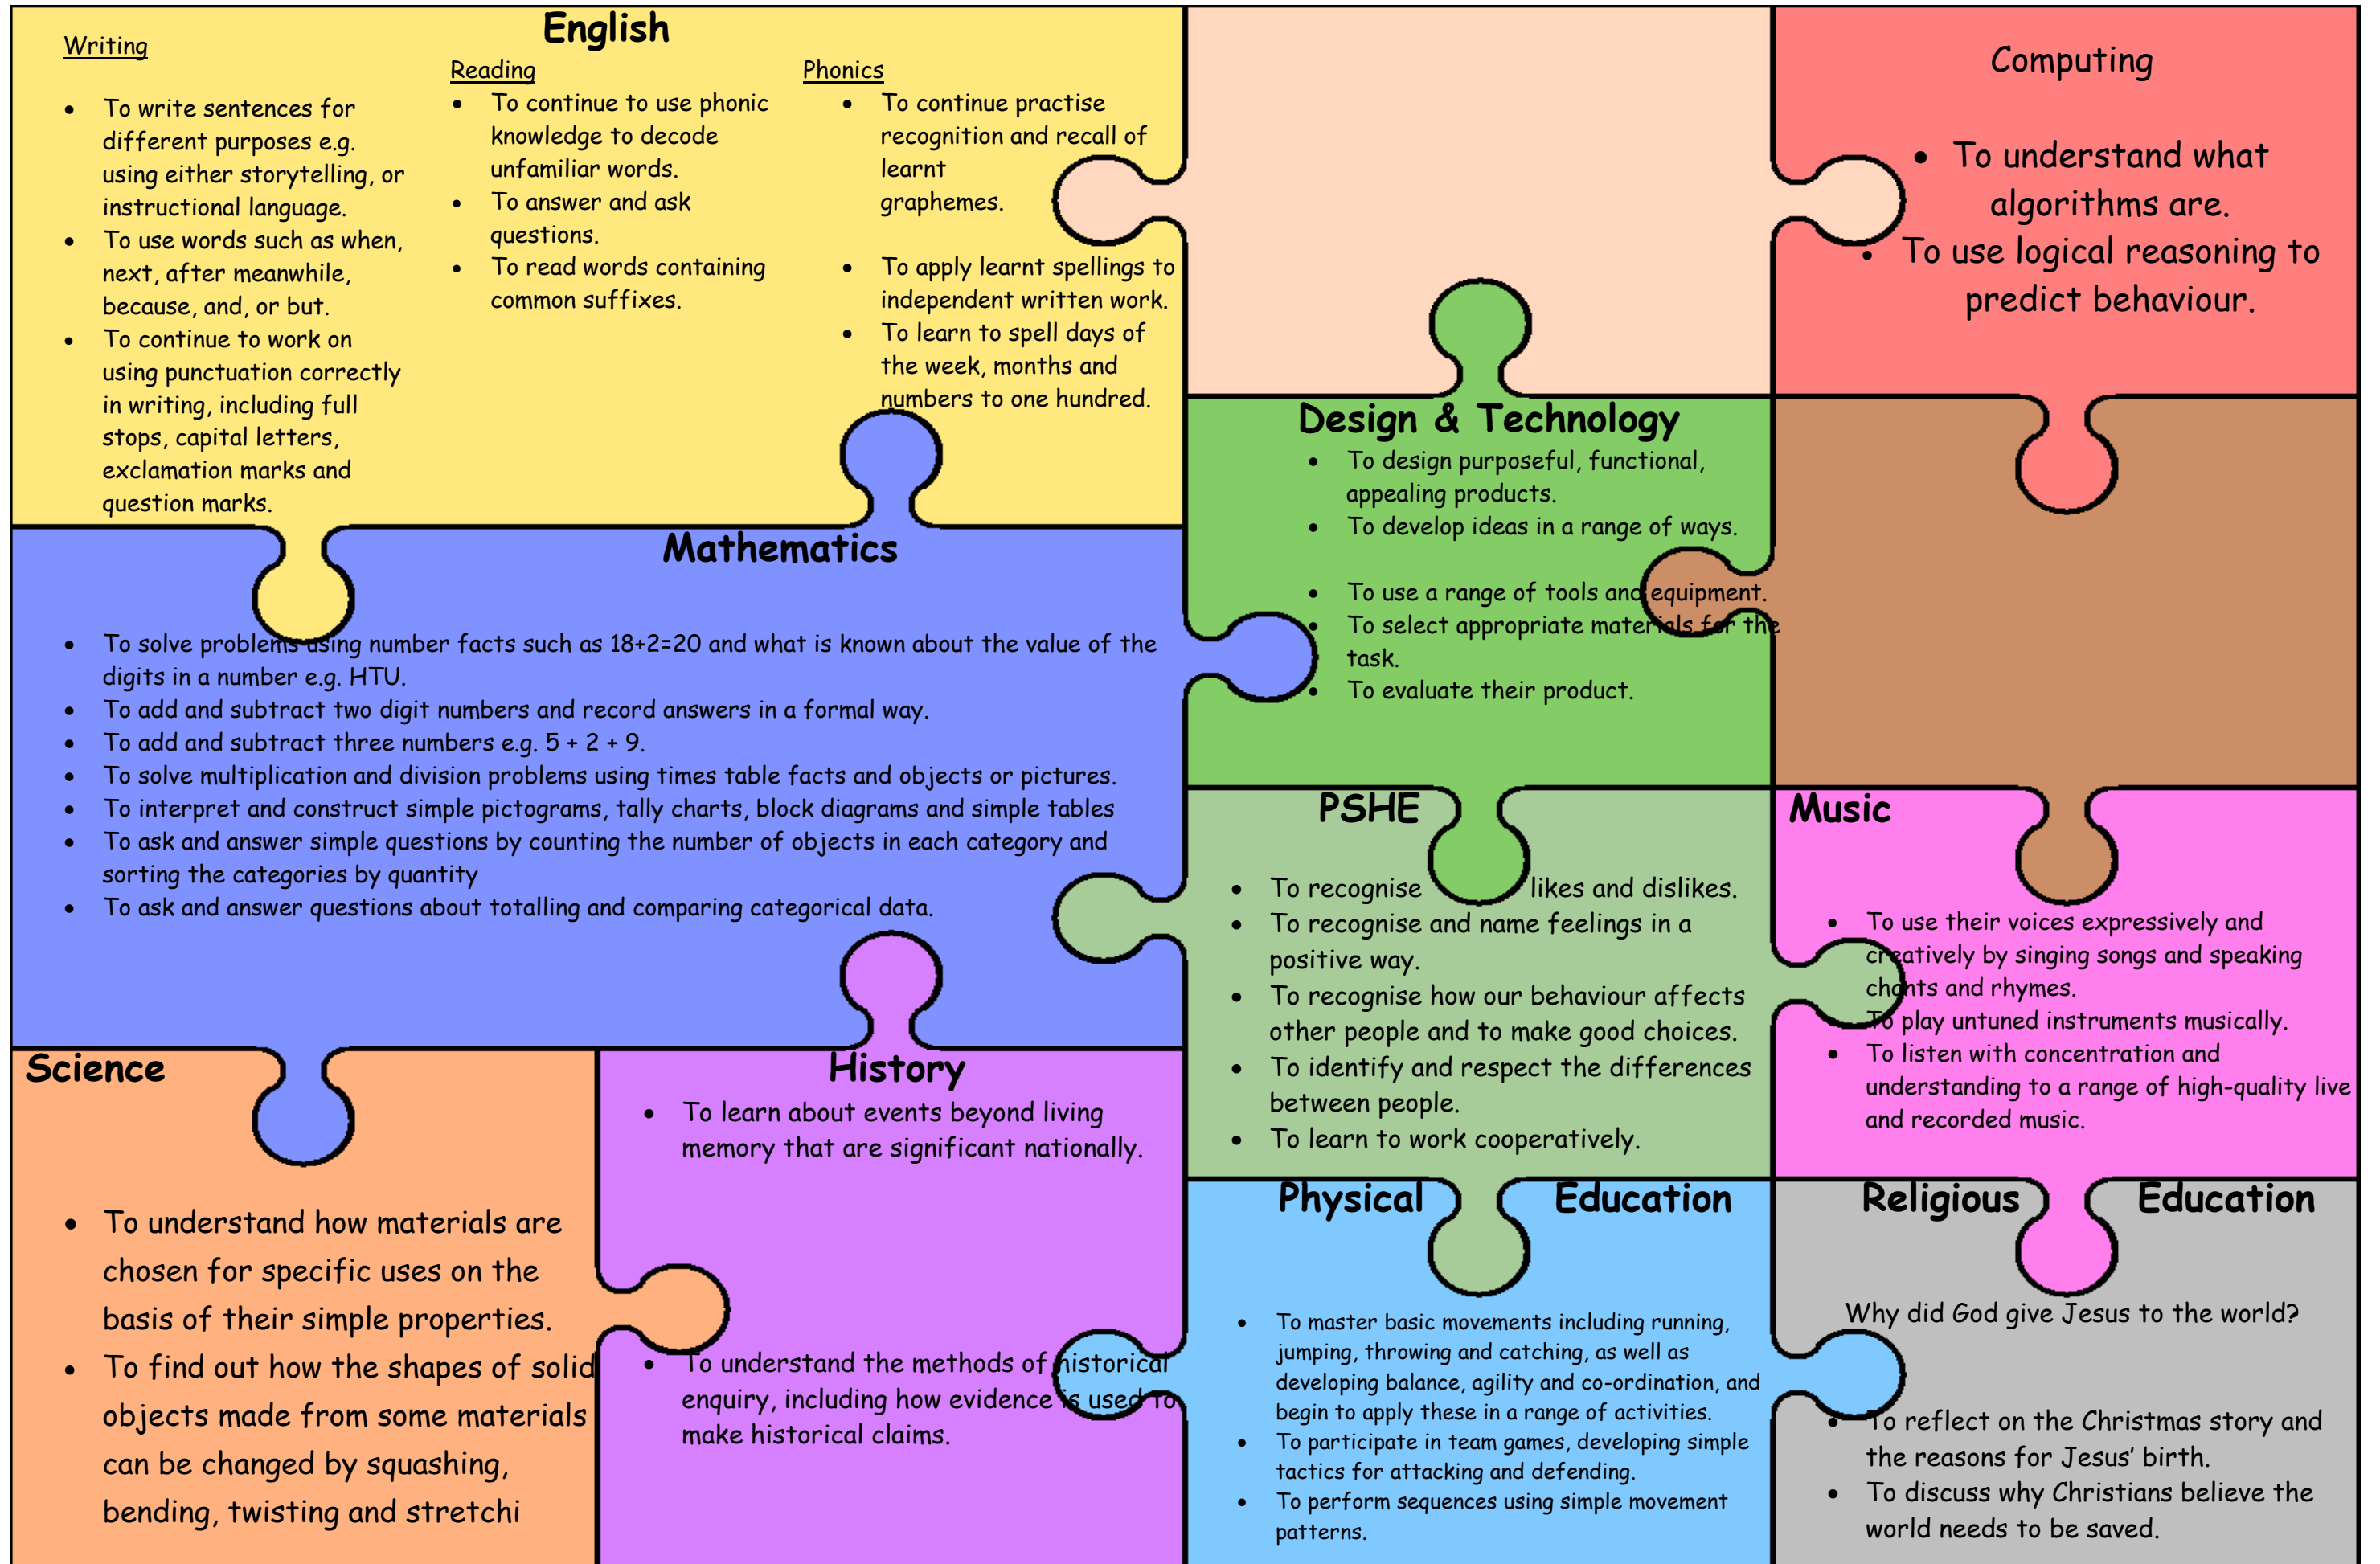 English
Writing
• To write sentences for
different purposes e.g.
using either storytelling, or
instructional language.
• To use words such as when,
next, after meanwhile,
because, and, or but.
• To continue to work on
using punctuation correctly
in writing, including full
stops, capital letters,
exclamation marks and
question marks.
Reading
• To continue to use phonic
knowledge to decode
unfamiliar words.
• To answer and ask
questions.
• To read words containing
common suffixes.
Phonics
• To continue practise
recognition and recall of
learnt
graphemes.
• To apply learnt spellings to
independent written work.
• To learn to spell days of
the week, months and
numbers to one hundred.
Computing
• To understand what
algorithms are.
• To use logical reasoning to
predict behaviour.
Design & Technology
• To design purposeful, functional,
appealing products.
• To develop ideas in a range of ways.
• To use a range of tools and equipment.
• To select appropriate materials for the
task.
• To evaluate their product.
Mathematics
• To solve problems using number facts such as 18+2=20 and what is known about the value of the
digits in a number e.g. HTU.
• To add and subtract two digit numbers and record answers in a formal way.
• To add and subtract three numbers e.g. 5 + 2 + 9.
• To solve multiplication and division problems using times table facts and objects or pictures.
• To interpret and construct simple pictograms, tally charts, block diagrams and simple tables
• To ask and answer simple questions by counting the number of objects in each category and
sorting the categories by quantity
• To ask and answer questions about totalling and comparing categorical data.
PSHE
• To recognise likes and dislikes.
• To recognise and name feelings in a
positive way.
• To recognise how our behaviour affects
other people and to make good choices.
• To identify and respect the differences
between people.
• To learn to work cooperatively.
Music
• To use their voices expressively and
creatively by singing songs and speaking
chants and rhymes.
• To play untuned instruments musically.
• To listen with concentration and
understanding to a range of high-quality live
and recorded music.
Science
• To understand how materials are
chosen for specific uses on the
basis of their simple properties.
• To find out how the shapes of solid
objects made from some materials
can be changed by squashing,
bending, twisting and stretchi
History
• To learn about events beyond living
memory that are significant nationally.
• To understand the methods of historical
enquiry, including how evidence is used to
make historical claims.
Physical Education
• To master basic movements including running,
jumping, throwing and catching, as well as
developing balance, agility and co-ordination, and
begin to apply these in a range of activities.
• To participate in team games, developing simple
tactics for attacking and defending.
• To perform sequences using simple movement
patterns.
Religious Education
Why did God give Jesus to the world?
• To reflect on the Christmas story and
the reasons for Jesus’ birth.
• To discuss why Christians believe the
world needs to be saved.